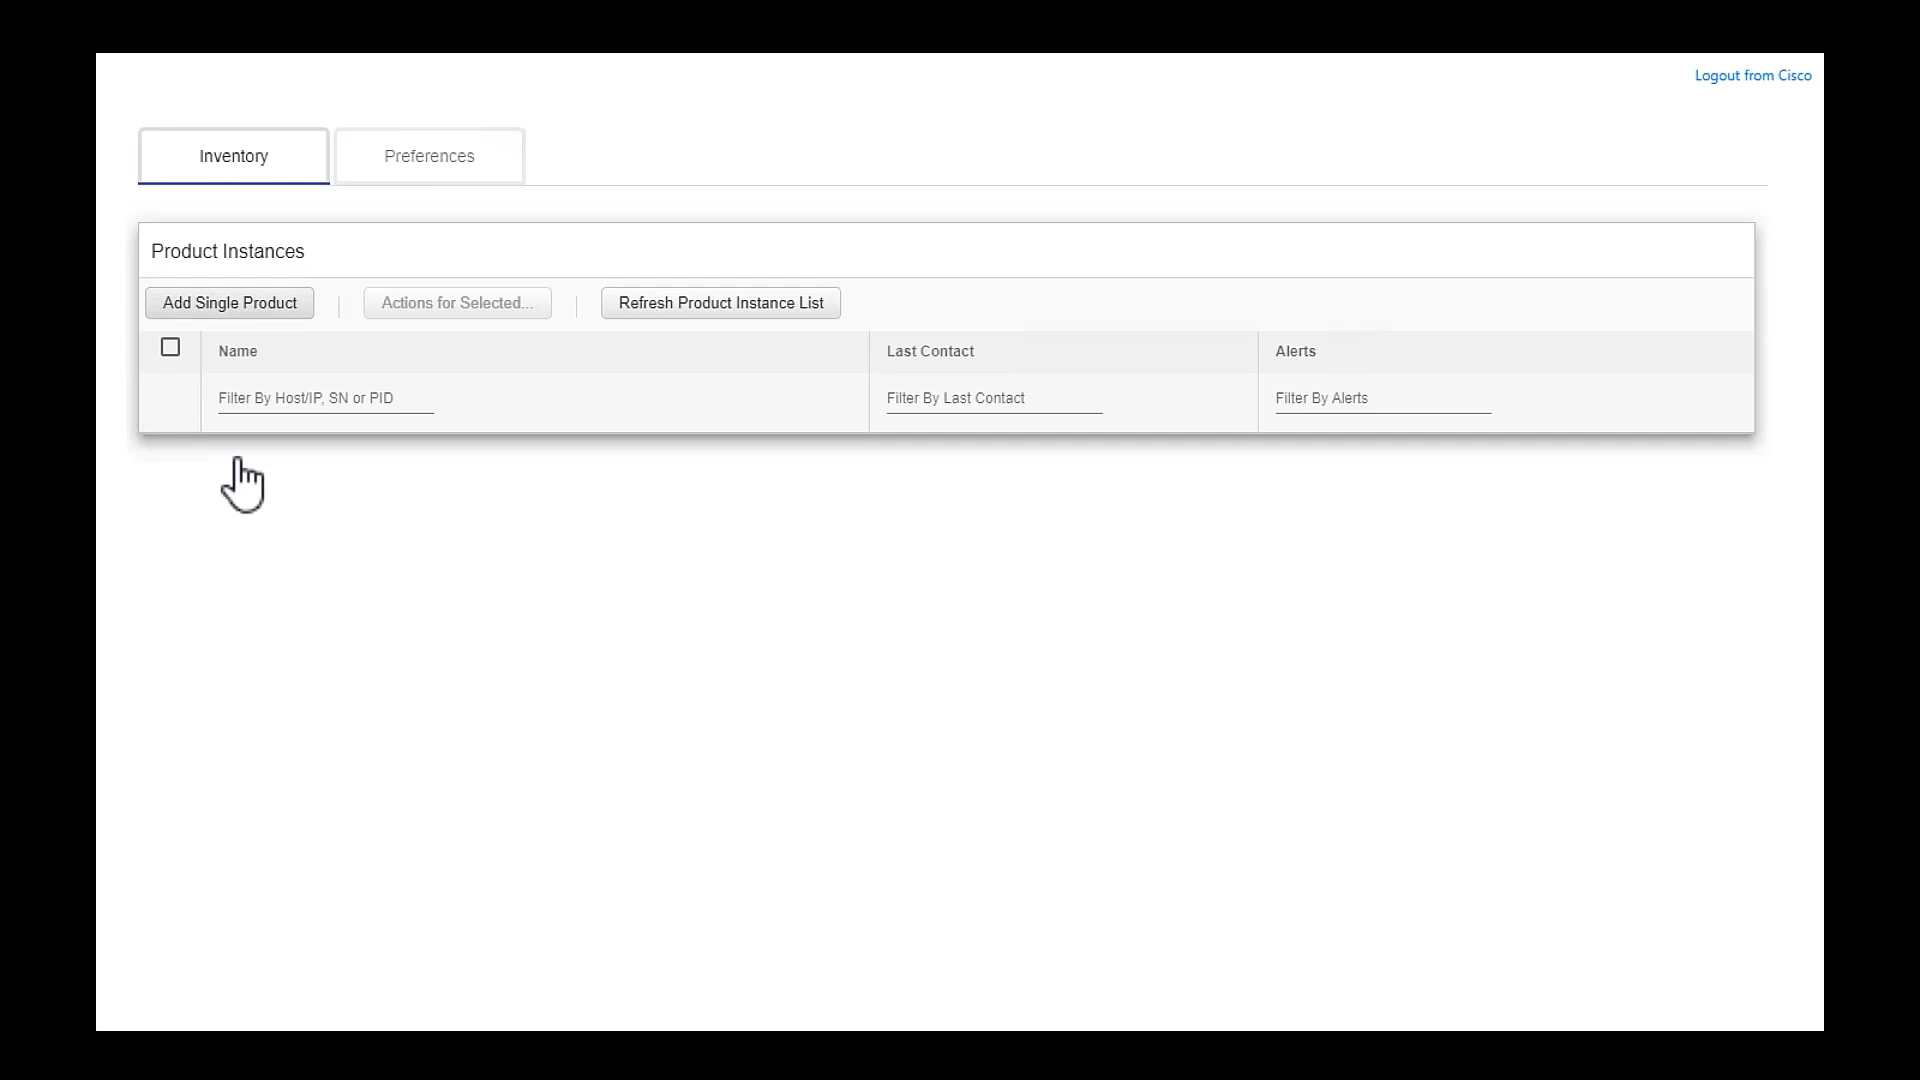 Logout from Cisco
Inventory Preferences
Product Instances
Add Single Product Actions for Selected... Refresh Product Instance List
Name Last Contact Alerts
Filter By Host/IP, SN or PID Filter By Last Contact Filter By Alerts